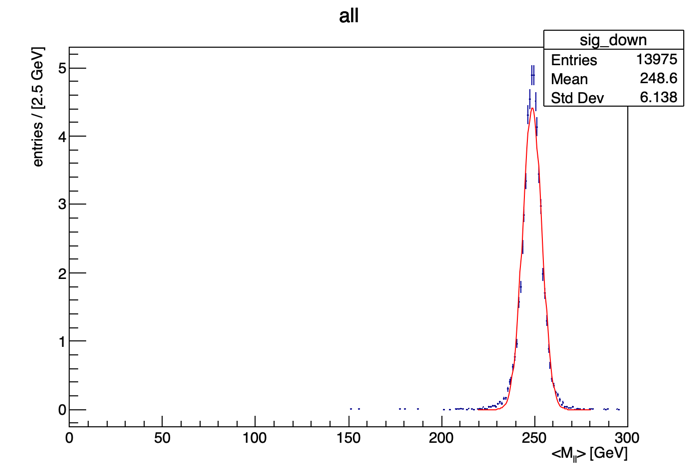 all
sig_down
Entries 13975
Mean 248.6
Std Dev 6.138
entries / [2.5 GeV]
5
4
3
2
1
0
0 50 100 150 200 250 300
<M_ll> [GeV]